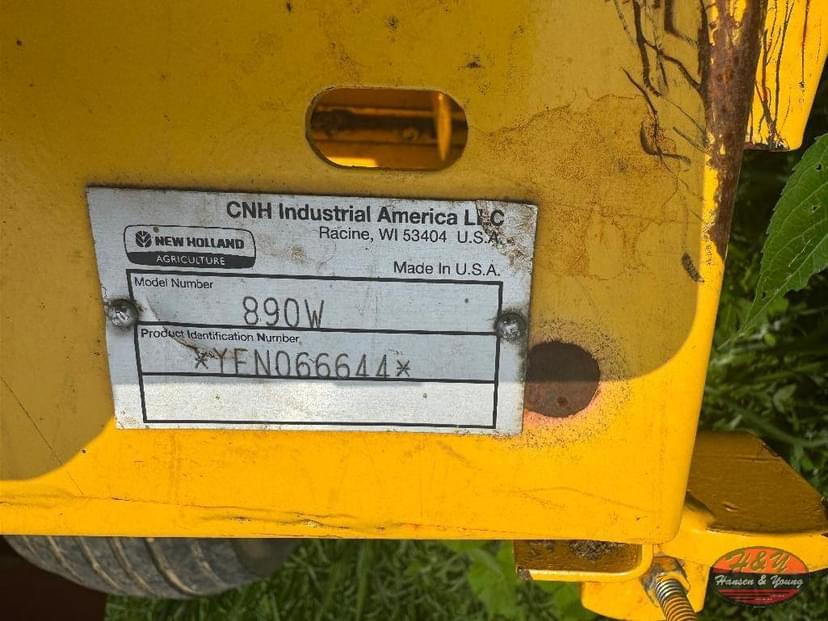 CNH Industrial America LLC
Racine, WI 53404 U.S.A.
NEW HOLLAND
AGRICULTURE
Made in U.S.A.
Model Number
890W
Product Identification Number
*YFN066644*
H&Y
Hansen & Young